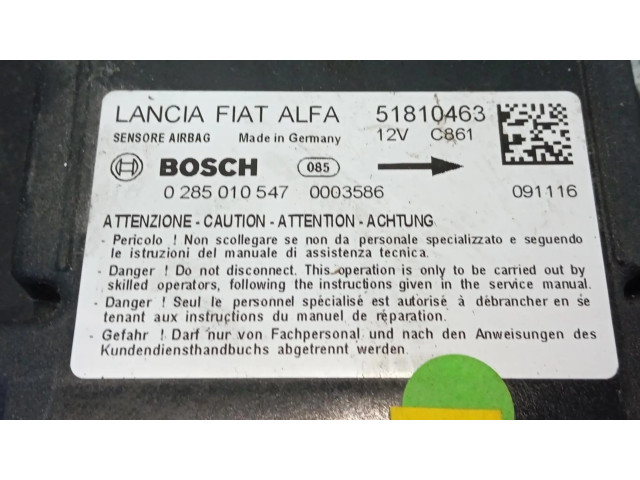 LANCIA FIAT ALFA 51810463
SENSORE AIRBAG Made in Germany 12V C861
BOSCH 085
0 285 010 547 0003586 091116
ATTENZIONE - CAUTION - ATTENTION - ACHTUNG
- Pericolo ! Non scollegare se non da personale specializzato e seguendo
le istruzioni del manuale di assistenza tecnica.
- Danger ! Do not disconnect. This operation is only to be carried out by
skilled operators, following the instructions given in the service manual.
- Danger ! Seul le personnel spécialisé est autorisé à débrancher en se
tenant aux instructions du manuel de réparation.
- Gefahr ! Darf nur von Fachpersonal und nach den Anweisungen des
Kundendiensthandbuchs abgetrennt werden.